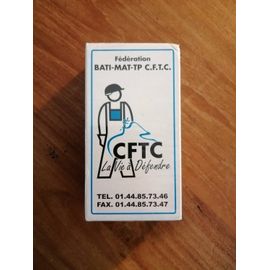 Fédération
BATI-MAT-TP C.F.T.C.
CFTC
La Vie à Défendre
TEL. 01.44.85.73.46
FAX. 01.44.85.73.47